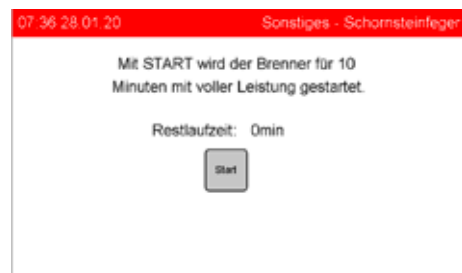 07:36 28.01.20 Sonstiges - Schornsteinfeger
Mit START wird der Brenner für 10
Minuten mit voller Leistung gestartet.
Restlaufzeit: 0min
Start